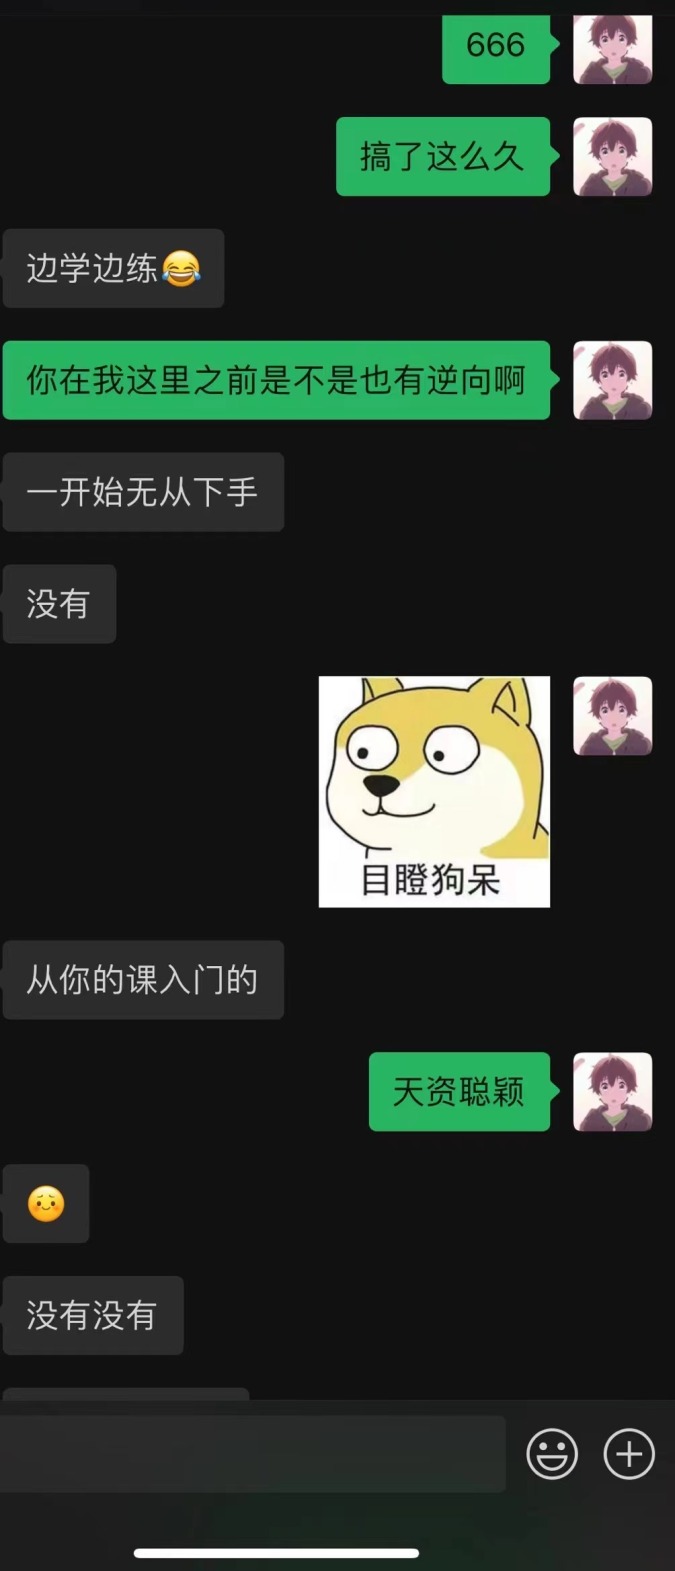 666
搞了这么久
边学边练😂
你在我这里之前是不是也有逆向啊
一开始无从下手
没有
目瞪狗呆
从你的课入门的
天资聪颖
☺️
没有没有